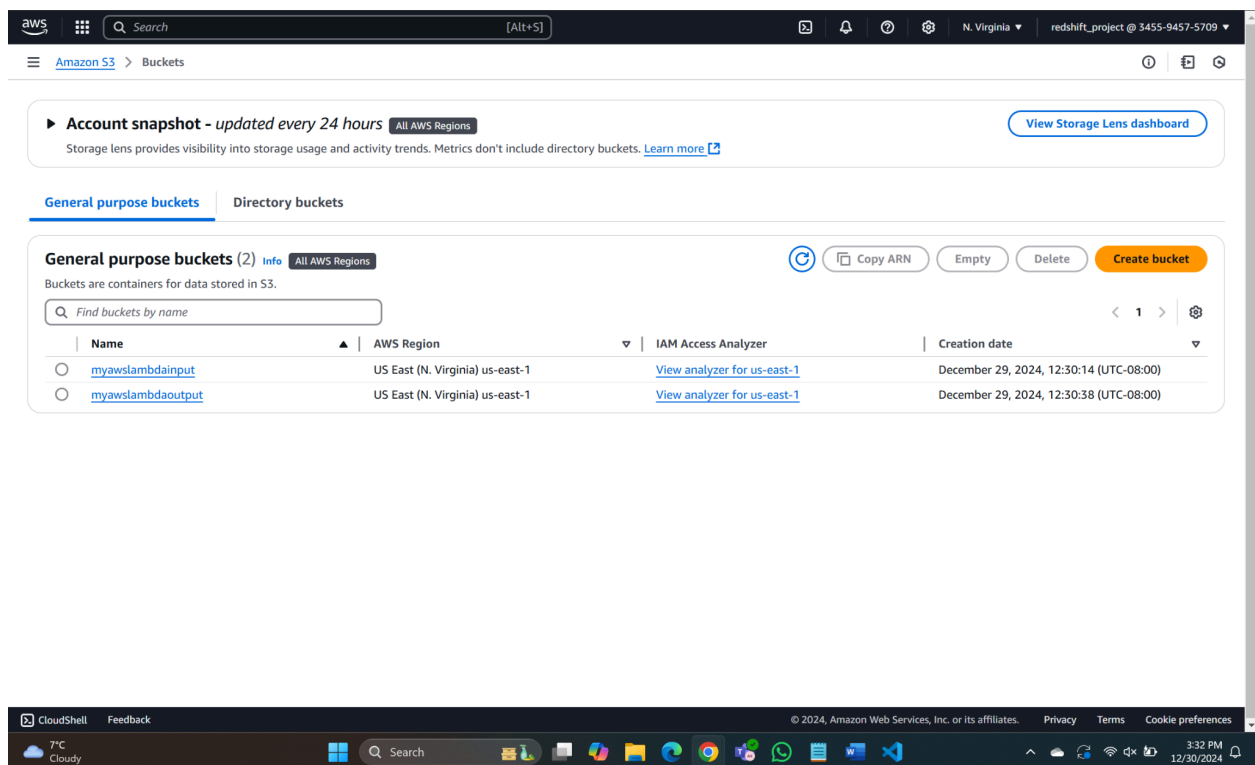 aws Search [Alt+S] N. Virginia ▼ redshift_project @ 3455-9457-5709 ▼
Amazon S3 > Buckets
Account snapshot - updated every 24 hours All AWS Regions View Storage Lens dashboard
Storage lens provides visibility into storage usage and activity trends. Metrics don't include directory buckets. Learn more
General purpose buckets Directory buckets
General purpose buckets (2) Info All AWS Regions Copy ARN Empty Delete Create bucket
Buckets are containers for data stored in S3.
Find buckets by name < 1 >
Name AWS Region IAM Access Analyzer Creation date
myawslambdainput US East (N. Virginia) us-east-1 View analyzer for us-east-1 December 29, 2024, 12:30:14 (UTC-08:00)
myawslambdaoutput US East (N. Virginia) us-east-1 View analyzer for us-east-1 December 29, 2024, 12:30:38 (UTC-08:00)
CloudShell Feedback © 2024, Amazon Web Services, Inc. or its affiliates. Privacy Terms Cookie preferences
7°C Search 3:32 PM
Cloudy 12/30/2024